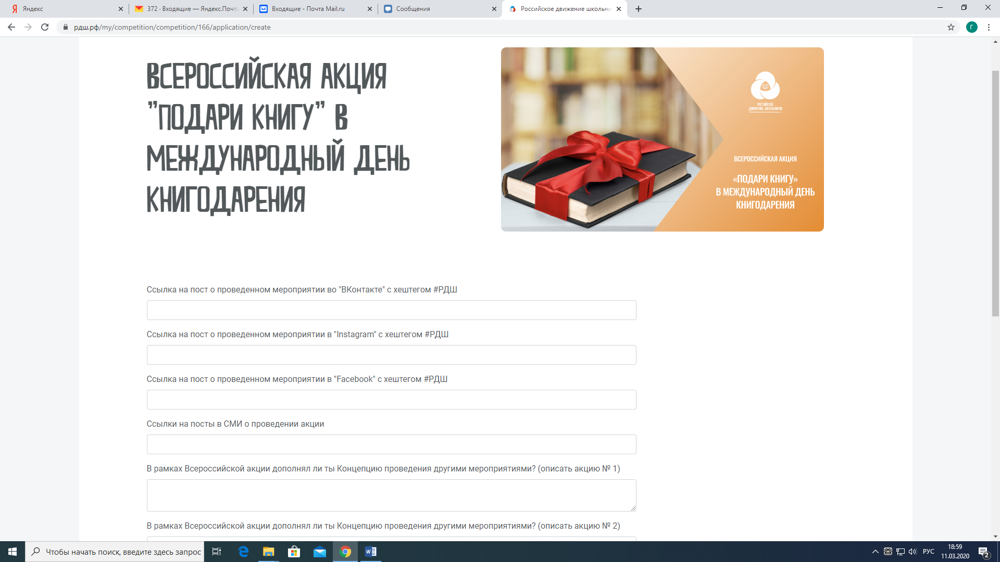 Яндекс
372 · Входящие — Яндекс.Почта
Входящие - Почта Mail.ru
Сообщения
Российское движение школьни
рдш.рф/my/competition/competition/166/application/create
Г
ВСЕРОССИЙСКАЯ АКЦИЯ
"ПОДАРИ КНИГУ" В
МЕЖДУНАРОДНЫЙ ДЕНЬ
КНИГОДАРЕНИЯ
РОССИЙСКОЕ
ДВИЖЕНИЕ ШКОЛЬНИКОВ
ВСЕРОССИЙСКАЯ АКЦИЯ
«ПОДАРИ КНИГУ»
В МЕЖДУНАРОДНЫЙ ДЕНЬ
КНИГОДАРЕНИЯ
Ссылка на пост о проведенном мероприятии во "ВКонтакте" с хештегом #РДШ
Ссылка на пост о проведенном мероприятии в "Instagram" с хештегом #РДШ
Ссылка на пост о проведенном мероприятии в "Facebook" с хештегом #РДШ
Ссылки на посты в СМИ о проведении акции
В рамках Всероссийской акции дополнял ли ты Концепцию проведения другими мероприятиями? (описать акцию № 1)
В рамках Всероссийской акции дополнял ли ты Концепцию проведения другими мероприятиями? (описать акцию № 2)
Чтобы начать поиск, введите здесь запрос
РУС
18:59
11.03.2020
2